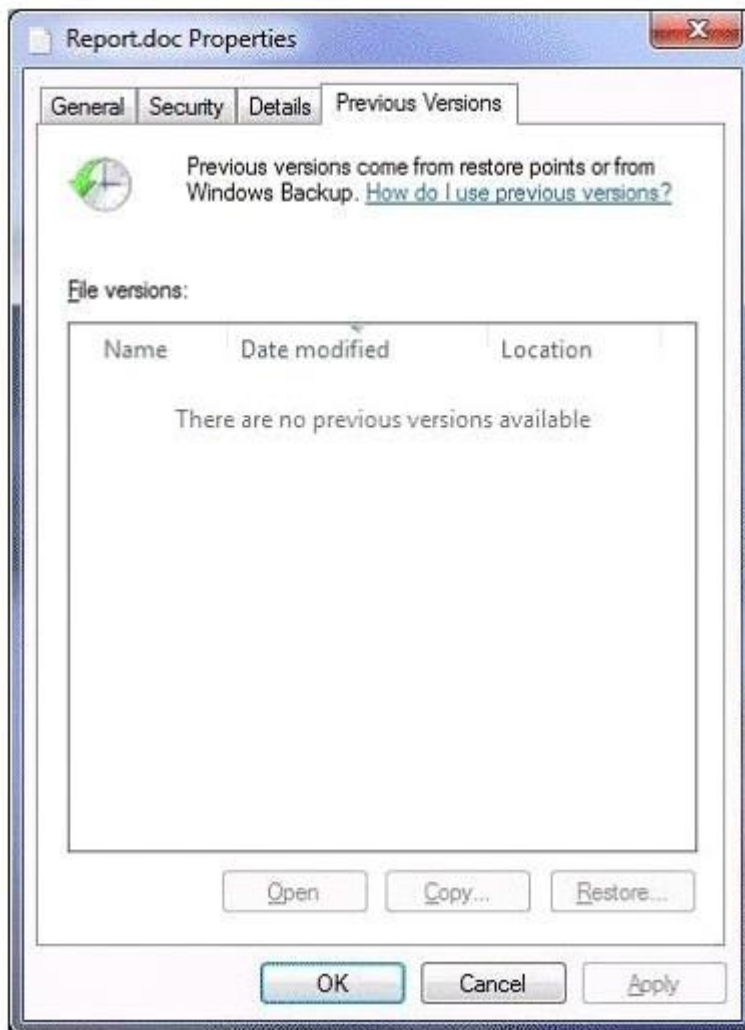 Report.doc Properties
General Security Details Previous Versions
Previous versions come from restore points or from
Windows Backup. How do I use previous versions?
File versions:
Name Date modified Location
There are no previous versions available
Open Copy... Restore...
OK Cancel Apply